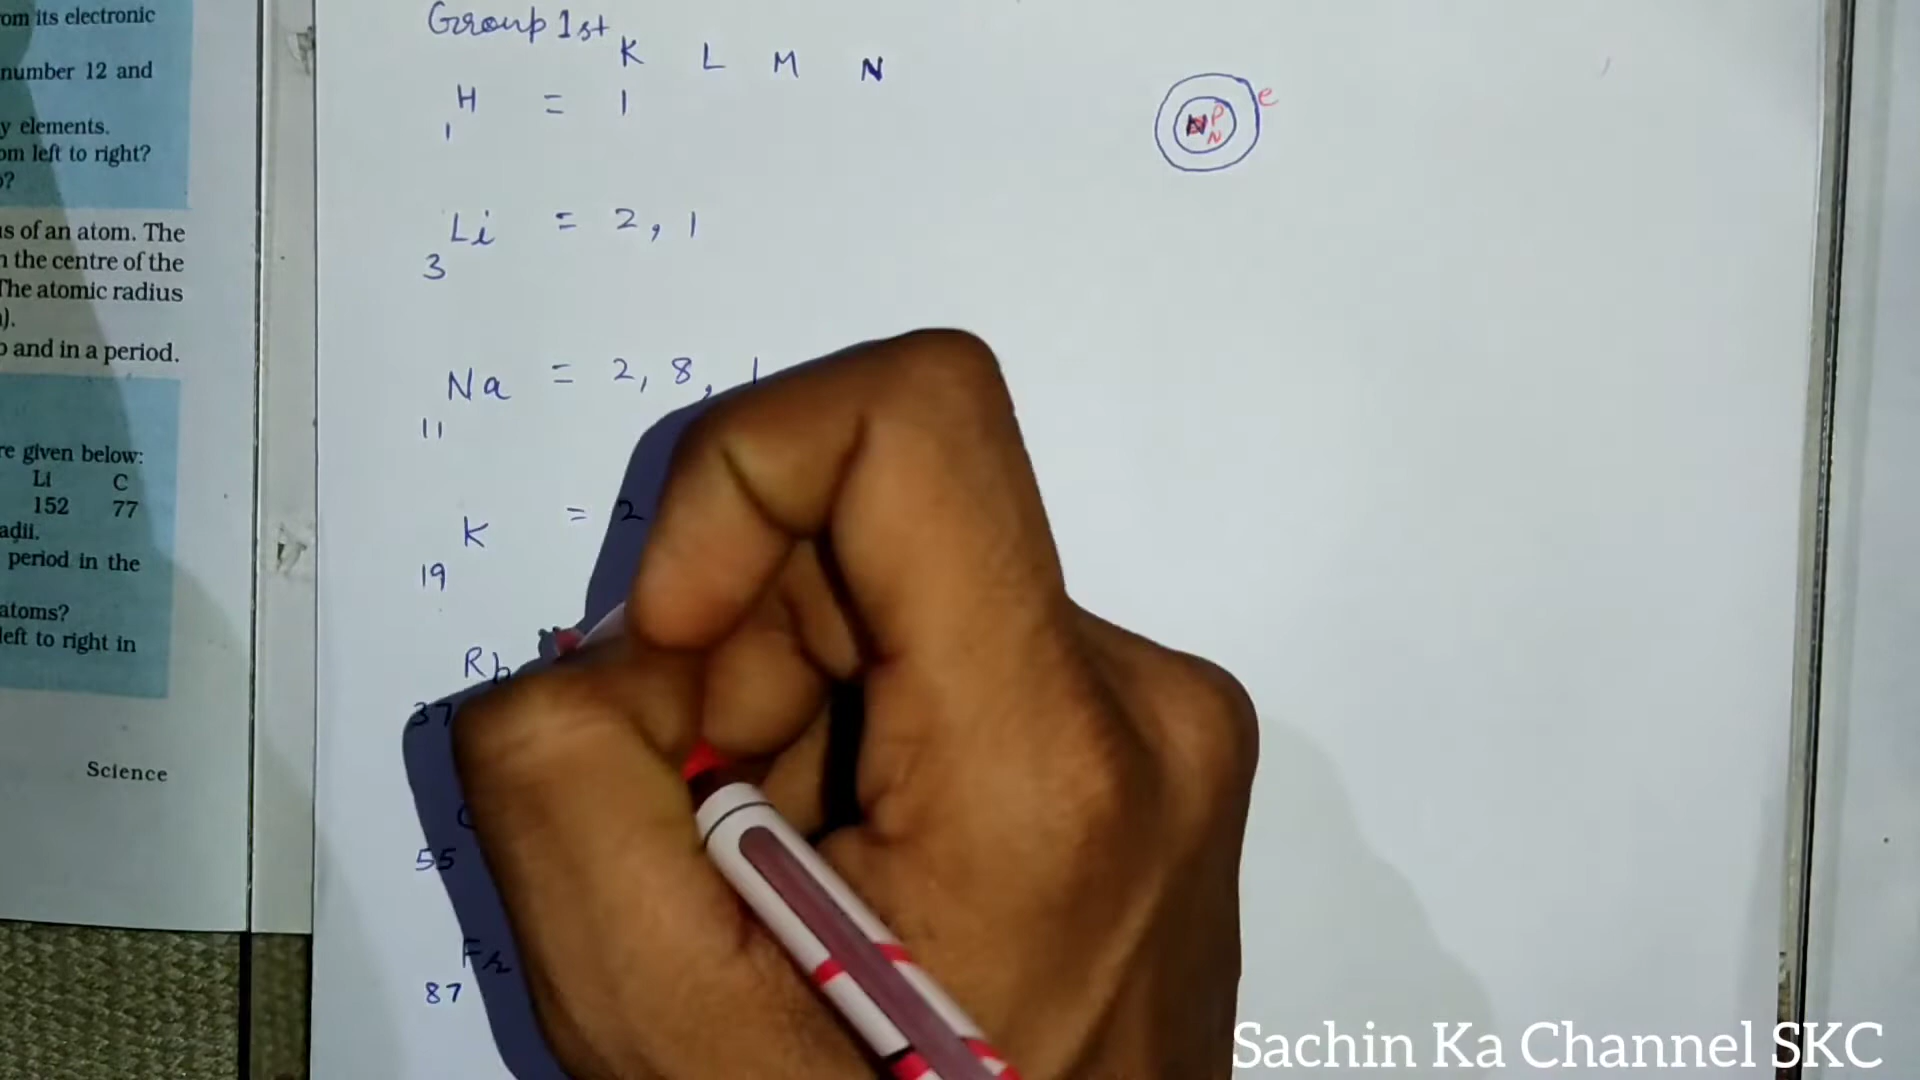 om its electronic
number 12 and
y elements.
om left to right?
?
s of an atom. The
n the centre of the
The atomic radius
).
and in a period.
re given below:
Li C
152 77
adii.
period in the
atoms?
left to right in
Science
Group 1st
K L M N
H = 1
1
Li = 2, 1
3
Na = 2, 8, 1
11
K = 2
19
Rb
37
55
Fr
87
e
P
N
N
Sachin Ka Channel SKC